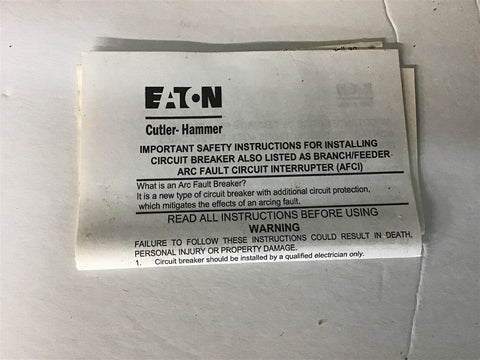 EATON
Cutler-Hammer
IMPORTANT SAFETY INSTRUCTIONS FOR INSTALLING
CIRCUIT BREAKER ALSO LISTED AS BRANCH/FEEDER
ARC FAULT CIRCUIT INTERRUPTER (AFCI)
What is an Arc Fault Breaker?
It is a new type of circuit breaker with additional circuit protection,
which mitigates the effects of an arcing fault.
READ ALL INSTRUCTIONS BEFORE USING
WARNING
FAILURE TO FOLLOW THESE INSTRUCTIONS COULD RESULT IN DEATH,
PERSONAL INJURY OR PROPERTY DAMAGE.
1. Circuit breaker should be installed by a qualified electrician only.